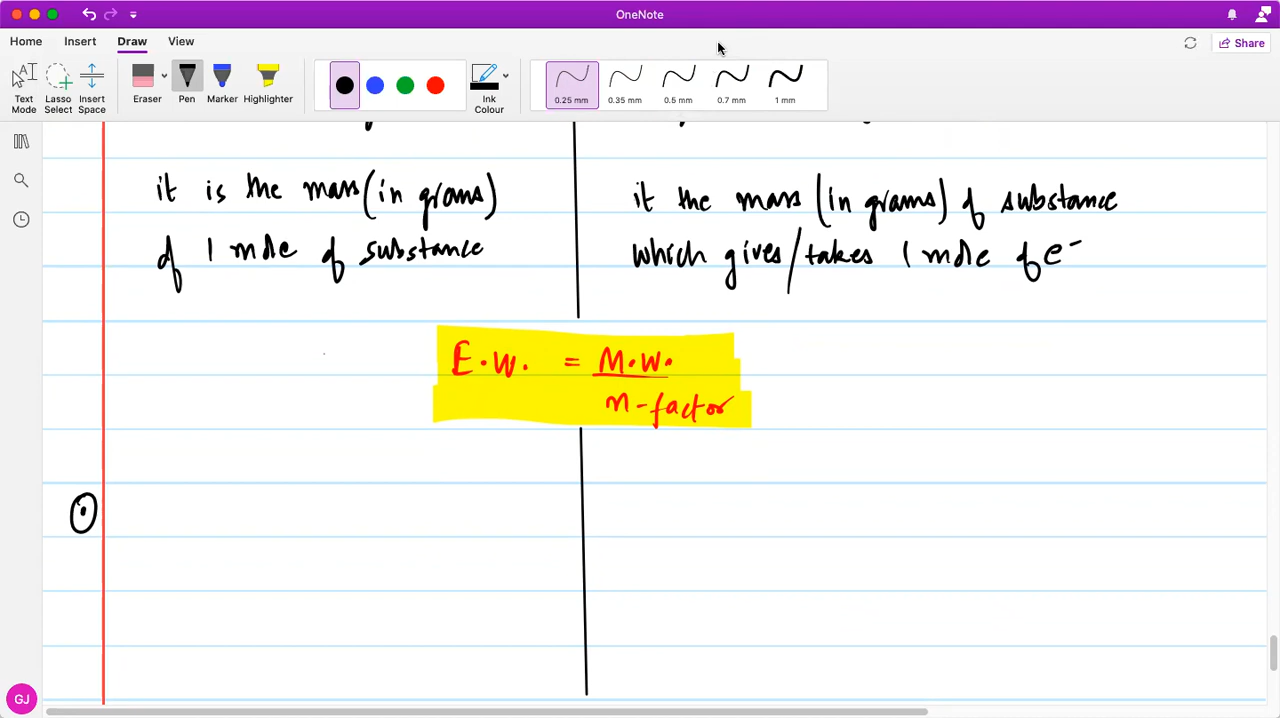 OneNote
Home Insert Draw View
Share
Text Mode
Lasso Select
Insert Space
Eraser
Pen
Marker
Highlighter
Ink Colour
0.25 mm
0.35 mm
0.5 mm
0.7 mm
1 mm
it is the mass (in grams)
of 1 mole of substance
it the mass (in grams) of substance
which gives/takes 1 mole of e⁻
E.W. = M.W.
n-factor
GJ